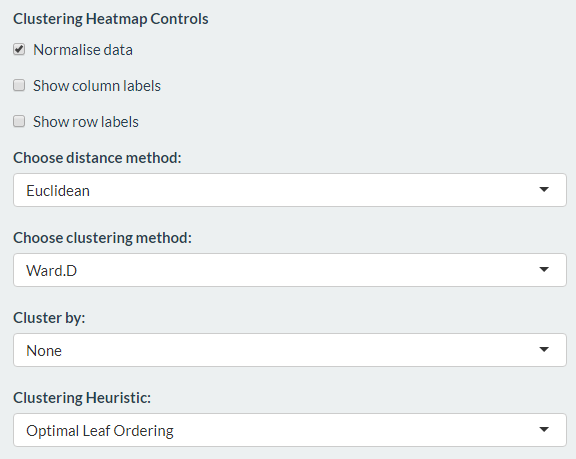 Clustering Heatmap Controls
Normalise data
Show column labels
Show row labels
Choose distance method:
Euclidean
Choose clustering method:
Ward.D
Cluster by:
None
Clustering Heuristic:
Optimal Leaf Ordering